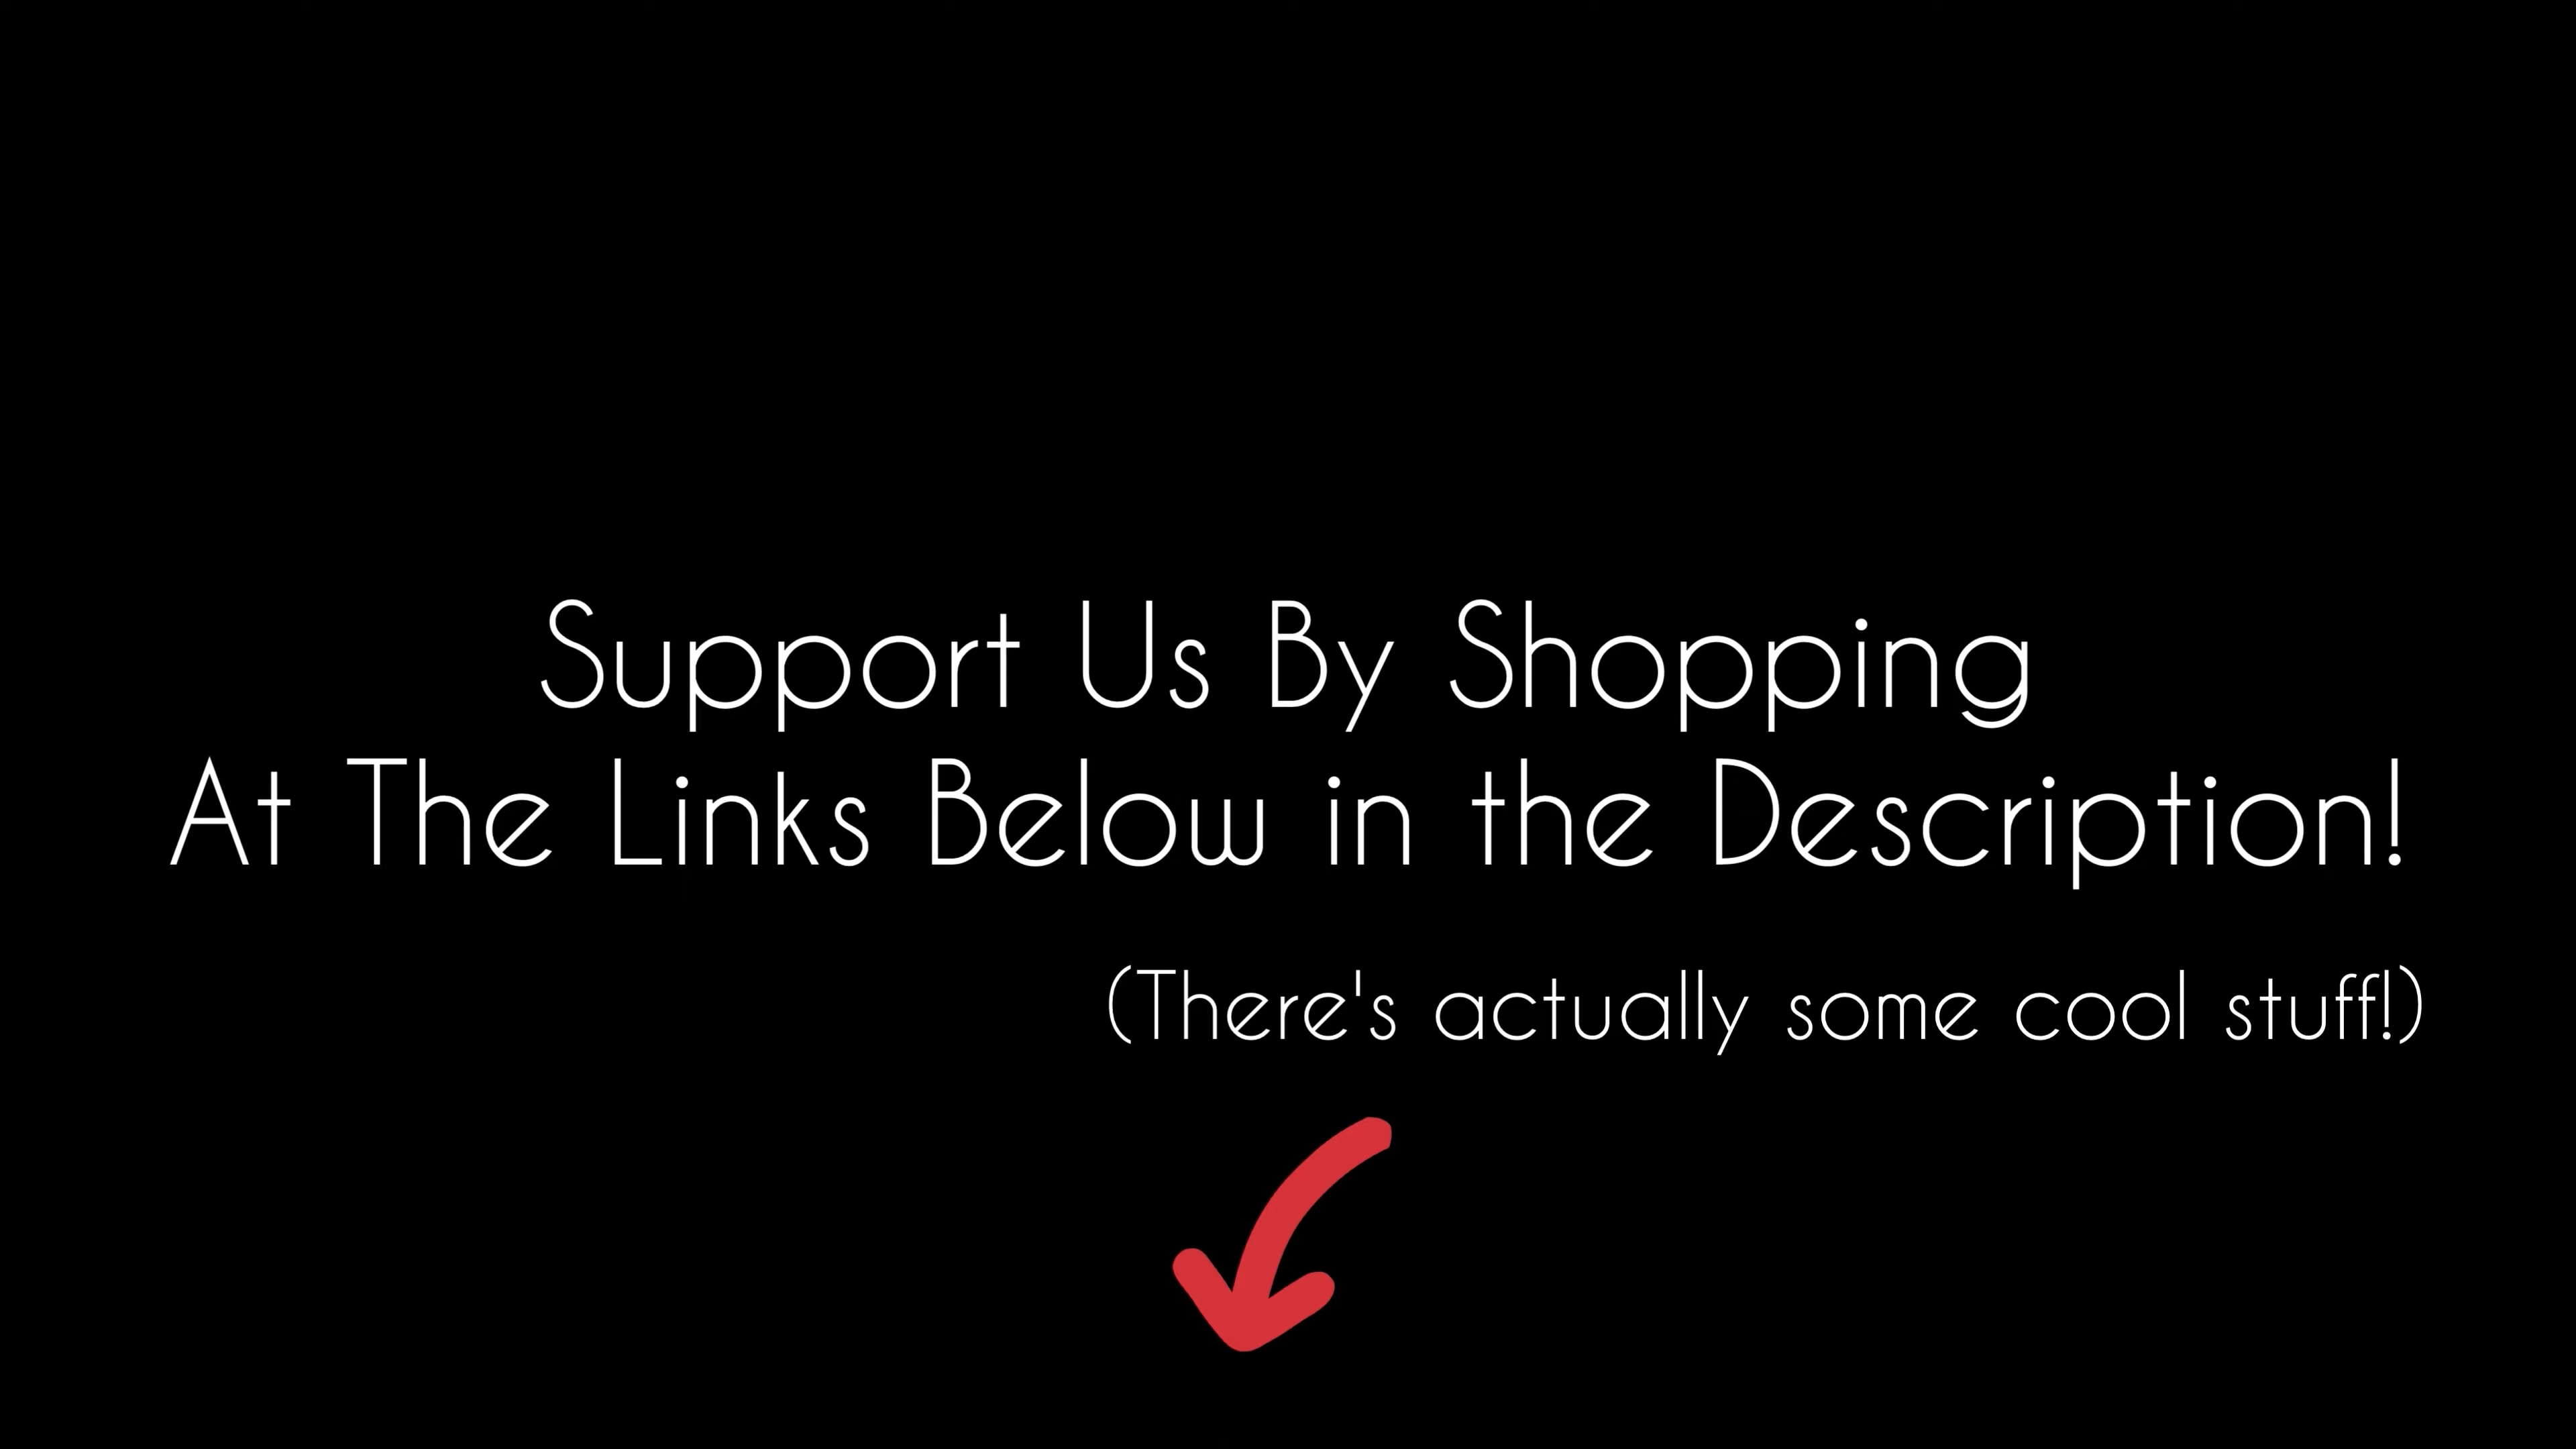 Support Us By Shopping
At The Links Below in the Description!
(There's actually some cool stuff!)